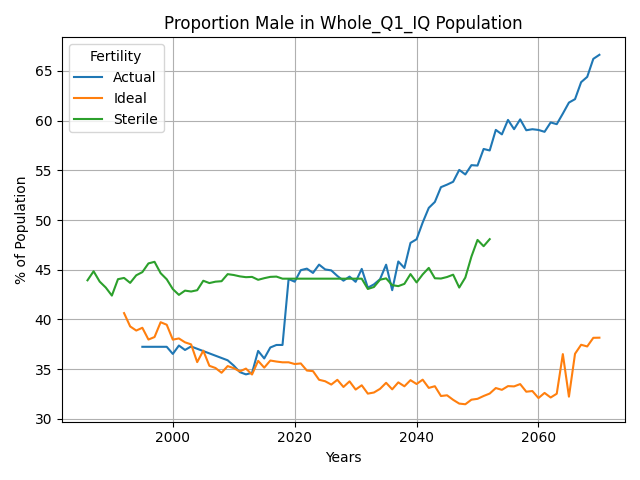 Proportion Male in Whole_Q1_IQ Population
Fertility
Actual
Ideal
Sterile
% of Population
65
60
55
50
45
40
35
30
2000 2020 2040 2060
Years